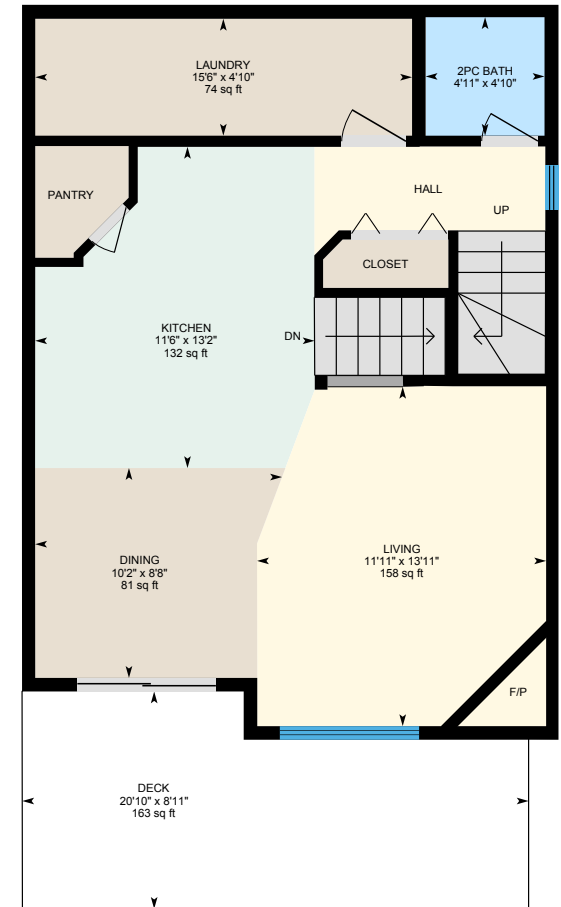 LAUNDRY
15'6" x 4'10"
74 sq ft
2PC BATH
4'11" x 4'10"
PANTRY
HALL
UP
CLOSET
KITCHEN
11'6" x 13'2"
132 sq ft
DN
DINING
10'2" x 8'8"
81 sq ft
LIVING
11'11" x 13'11"
158 sq ft
F/P
DECK
20'10" x 8'11"
163 sq ft